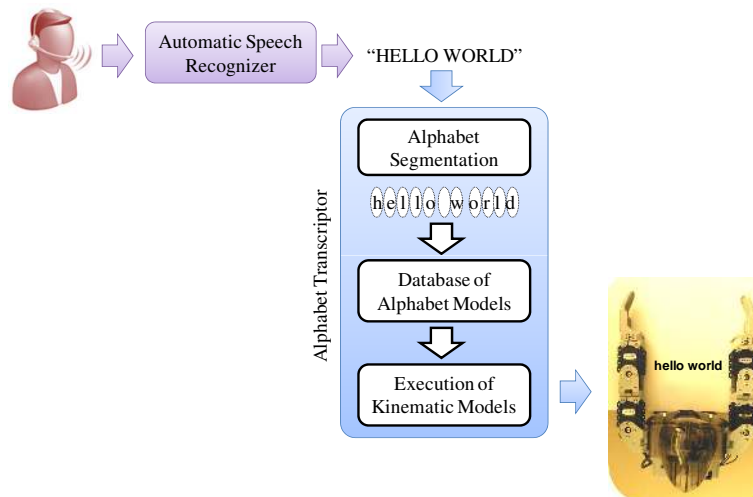 Automatic Speech
Recognizer
“HELLO WORLD”
Alphabet Transcriptor
Alphabet
Segmentation
h e l l o w o r l d
Database of
Alphabet Models
Execution of
Kinematic Models
hello world